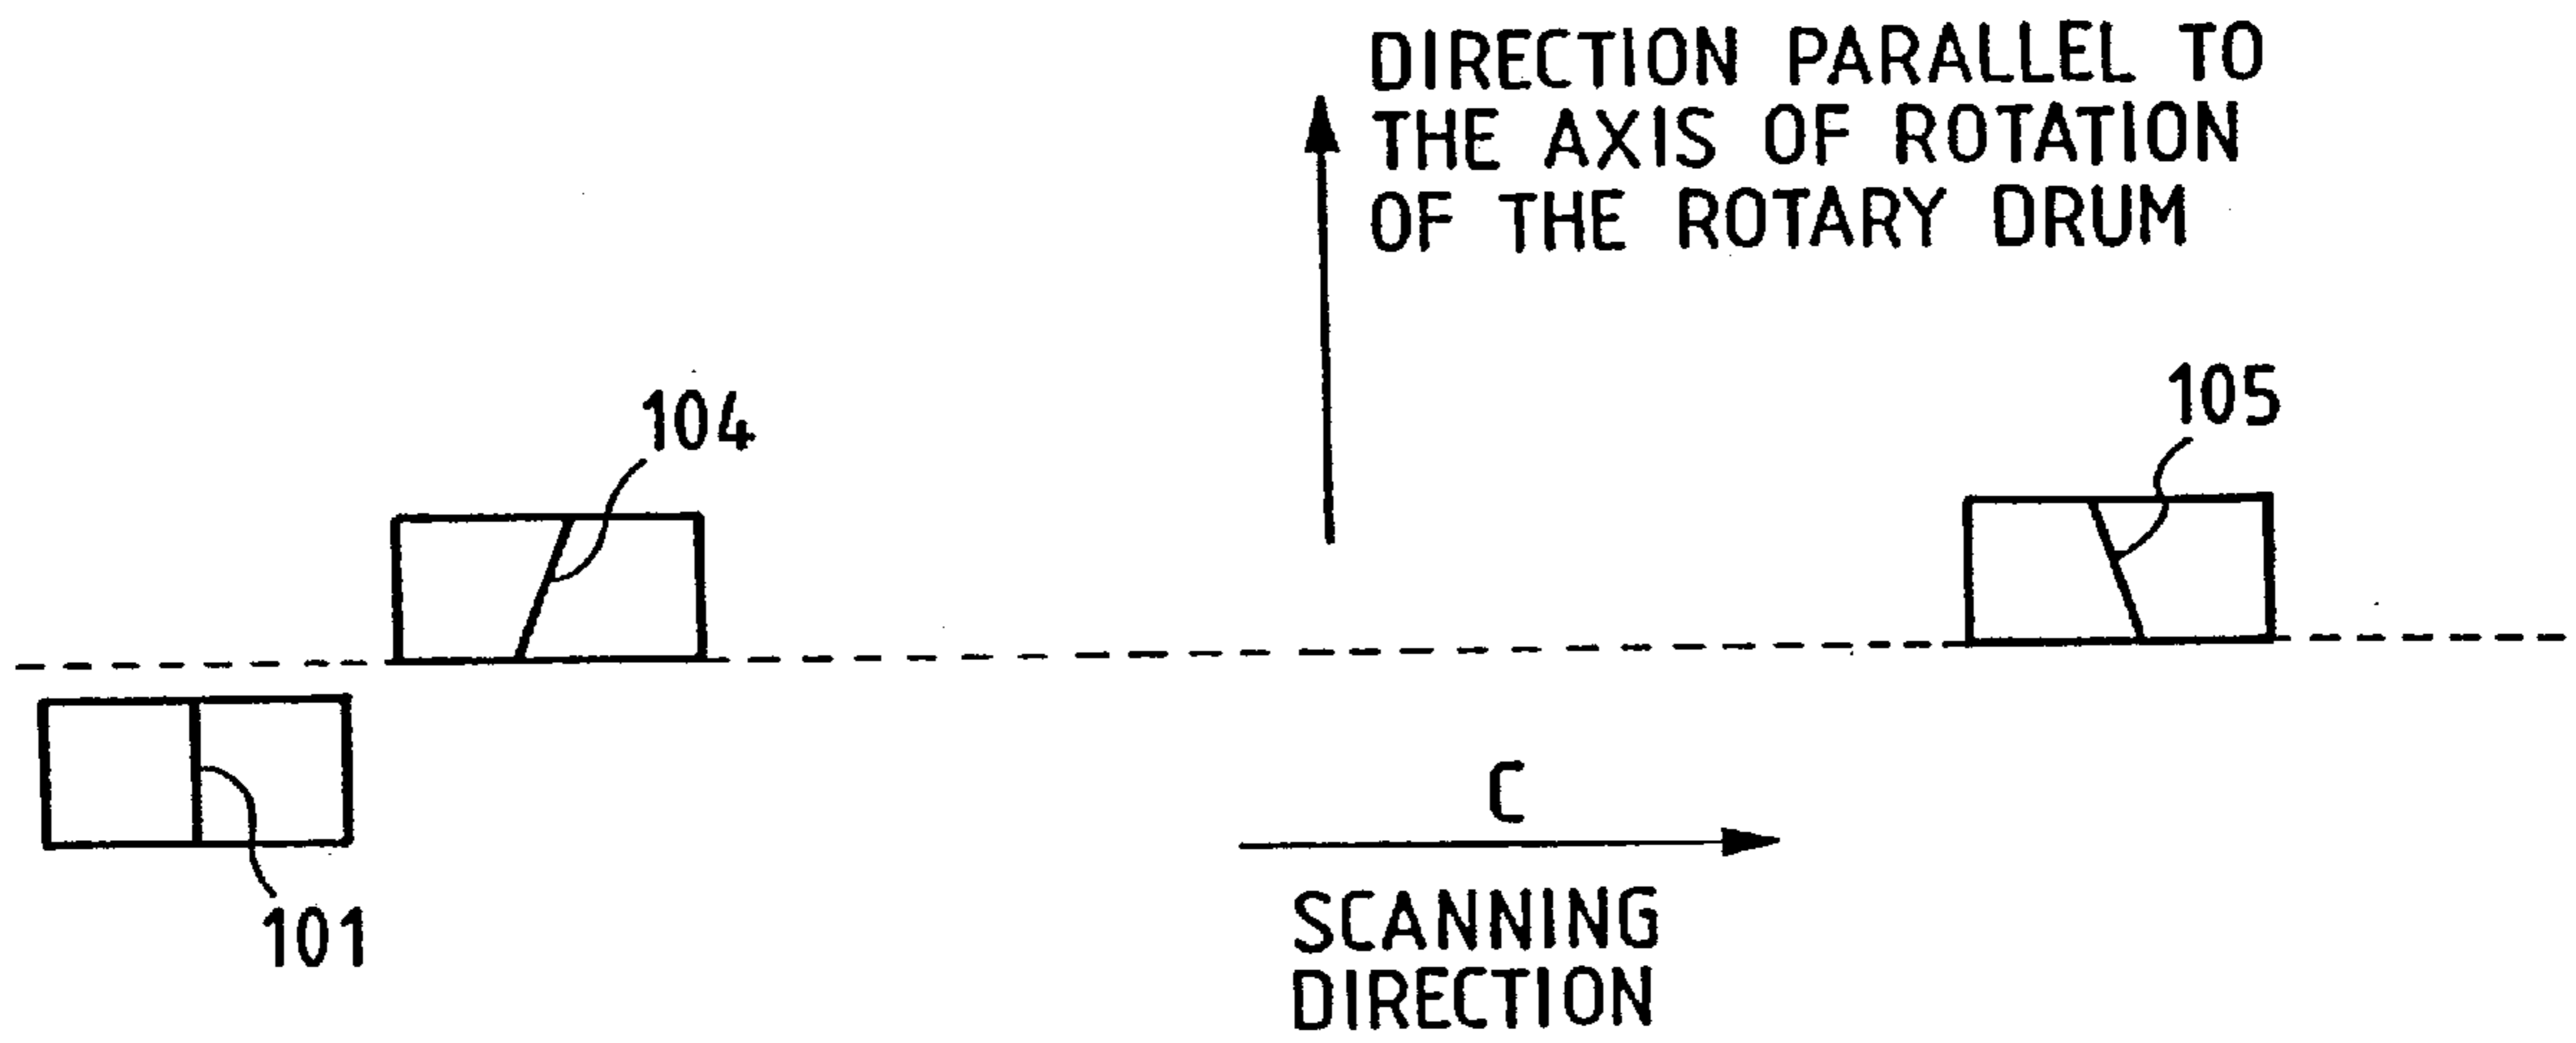 DIRECTION PARALLEL TO
THE AXIS OF ROTATION
OF THE ROTARY DRUM
104
105
101
C
SCANNING
DIRECTION